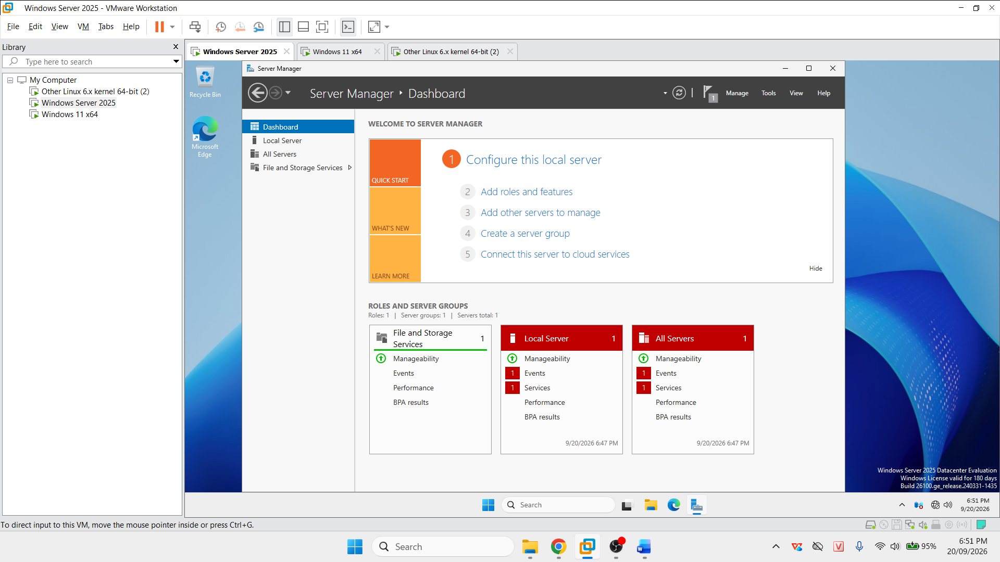 Windows Server 2025 - VMware Workstation
File Edit View VM Tabs Help
Library
Type here to search
My Computer
Other Linux 6.x kernel 64-bit (2)
Windows Server 2025
Windows 11 x64
Windows Server 2025
Windows 11 x64
Other Linux 6.x kernel 64-bit (2)
Recycle Bin
Microsoft
Edge
Server Manager
Server Manager Dashboard
1
Manage Tools View Help
Dashboard
Local Server
All Servers
File and Storage Services
WELCOME TO SERVER MANAGER
QUICK START
WHAT'S NEW
LEARN MORE
1 Configure this local server
2 Add roles and features
3 Add other servers to manage
4 Create a server group
5 Connect this server to cloud services
Hide
ROLES AND SERVER GROUPS
Roles: 1 | Server groups: 1 | Servers total: 1
File and Storage
Services
1
Manageability
Events
Performance
BPA results
Local Server 1
Manageability
1 Events
1 Services
Performance
BPA results
9/20/2026 6:47 PM
All Servers 1
Manageability
1 Events
1 Services
Performance
BPA results
9/20/2026 6:47 PM
Windows Server 2025 Datacenter Evaluation
Windows License valid for 180 days
Build 26100.ge_release.240331-1435
Search
6:51 PM
9/20/2026
To direct input to this VM, move the mouse pointer inside or press Ctrl+G.
Search
95%
6:51 PM
20/09/2026